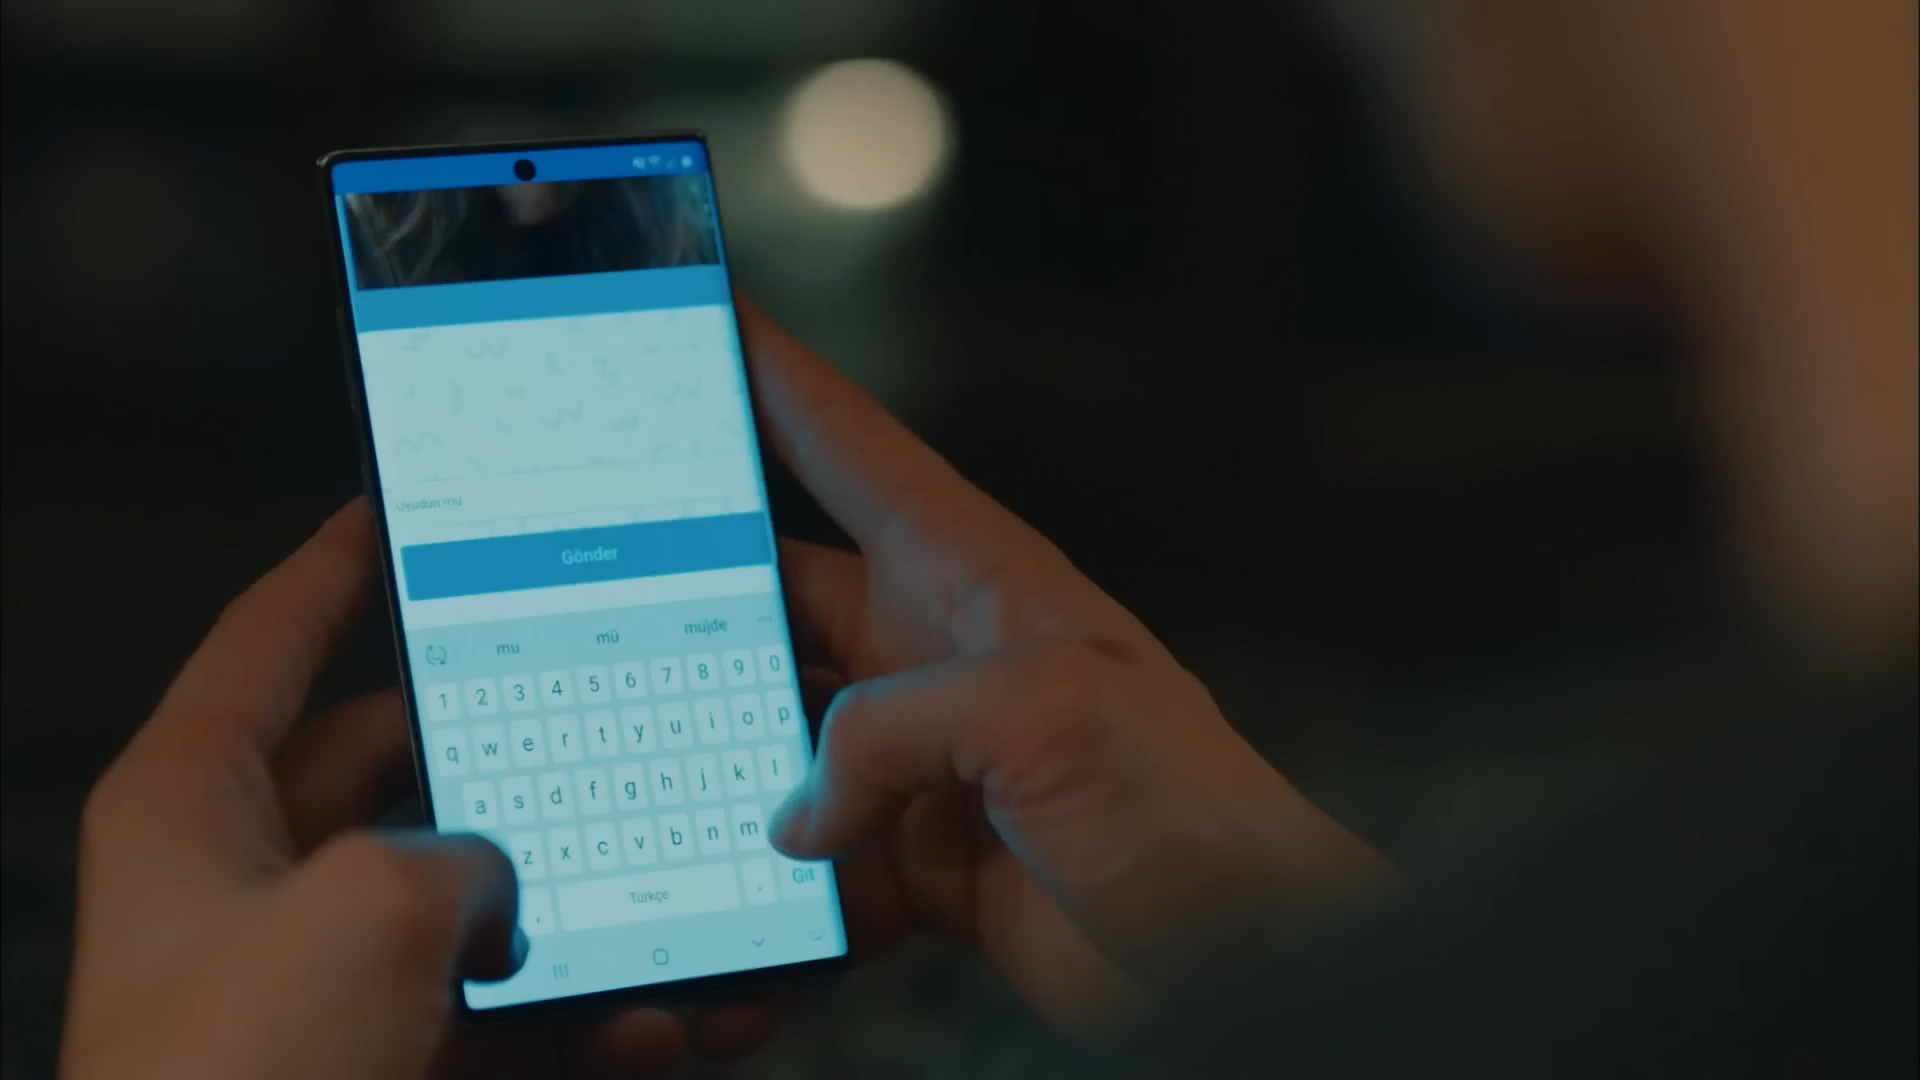 Uyudun mu
Gönder
mu mü müjde ...
1 2 3 4 5 6 7 8 9 0
q w e r t y u i o p
a s d f g h j k l
z x c v b n m
, Türkçe . Git